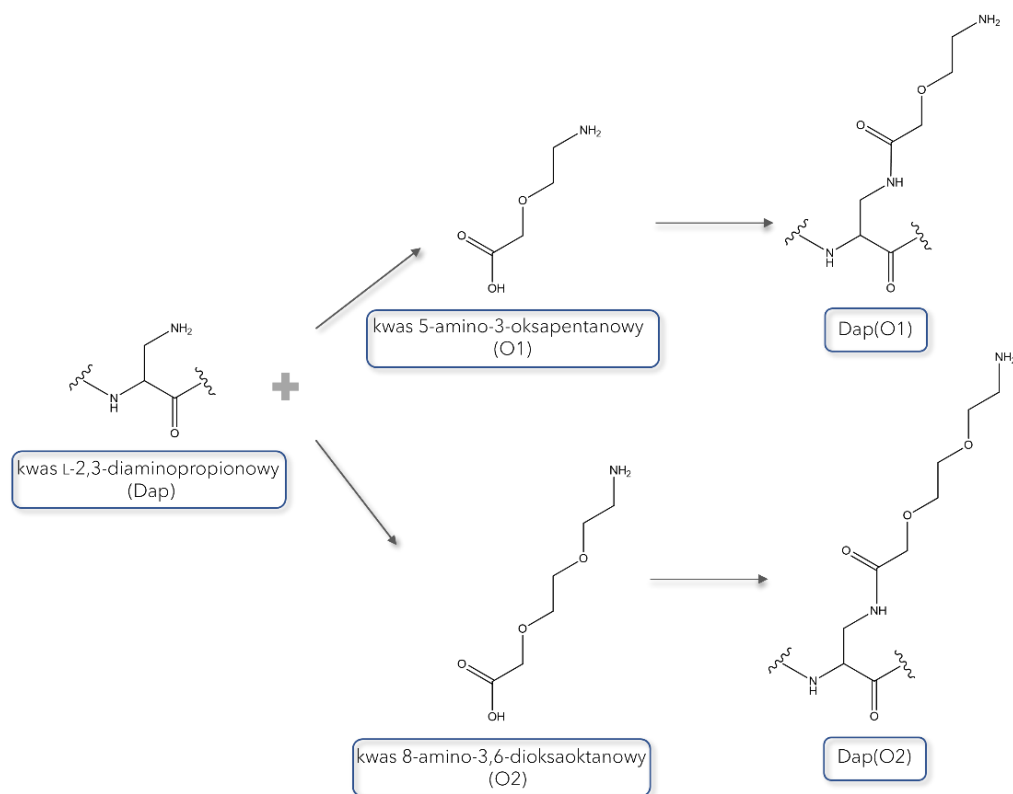 NH₂
O
NH
O
N
H
O
Dap(O1)
NH₂
O
O
OH
kwas 5-amino-3-oksapentanowy
(O1)
NH₂
N
H
O
kwas L-2,3-diaminopropionowy
(Dap)
NH₂
O
O
O
OH
kwas 8-amino-3,6-dioksaoktanowy
(O2)
NH₂
O
O
O
NH
N
H
O
Dap(O2)